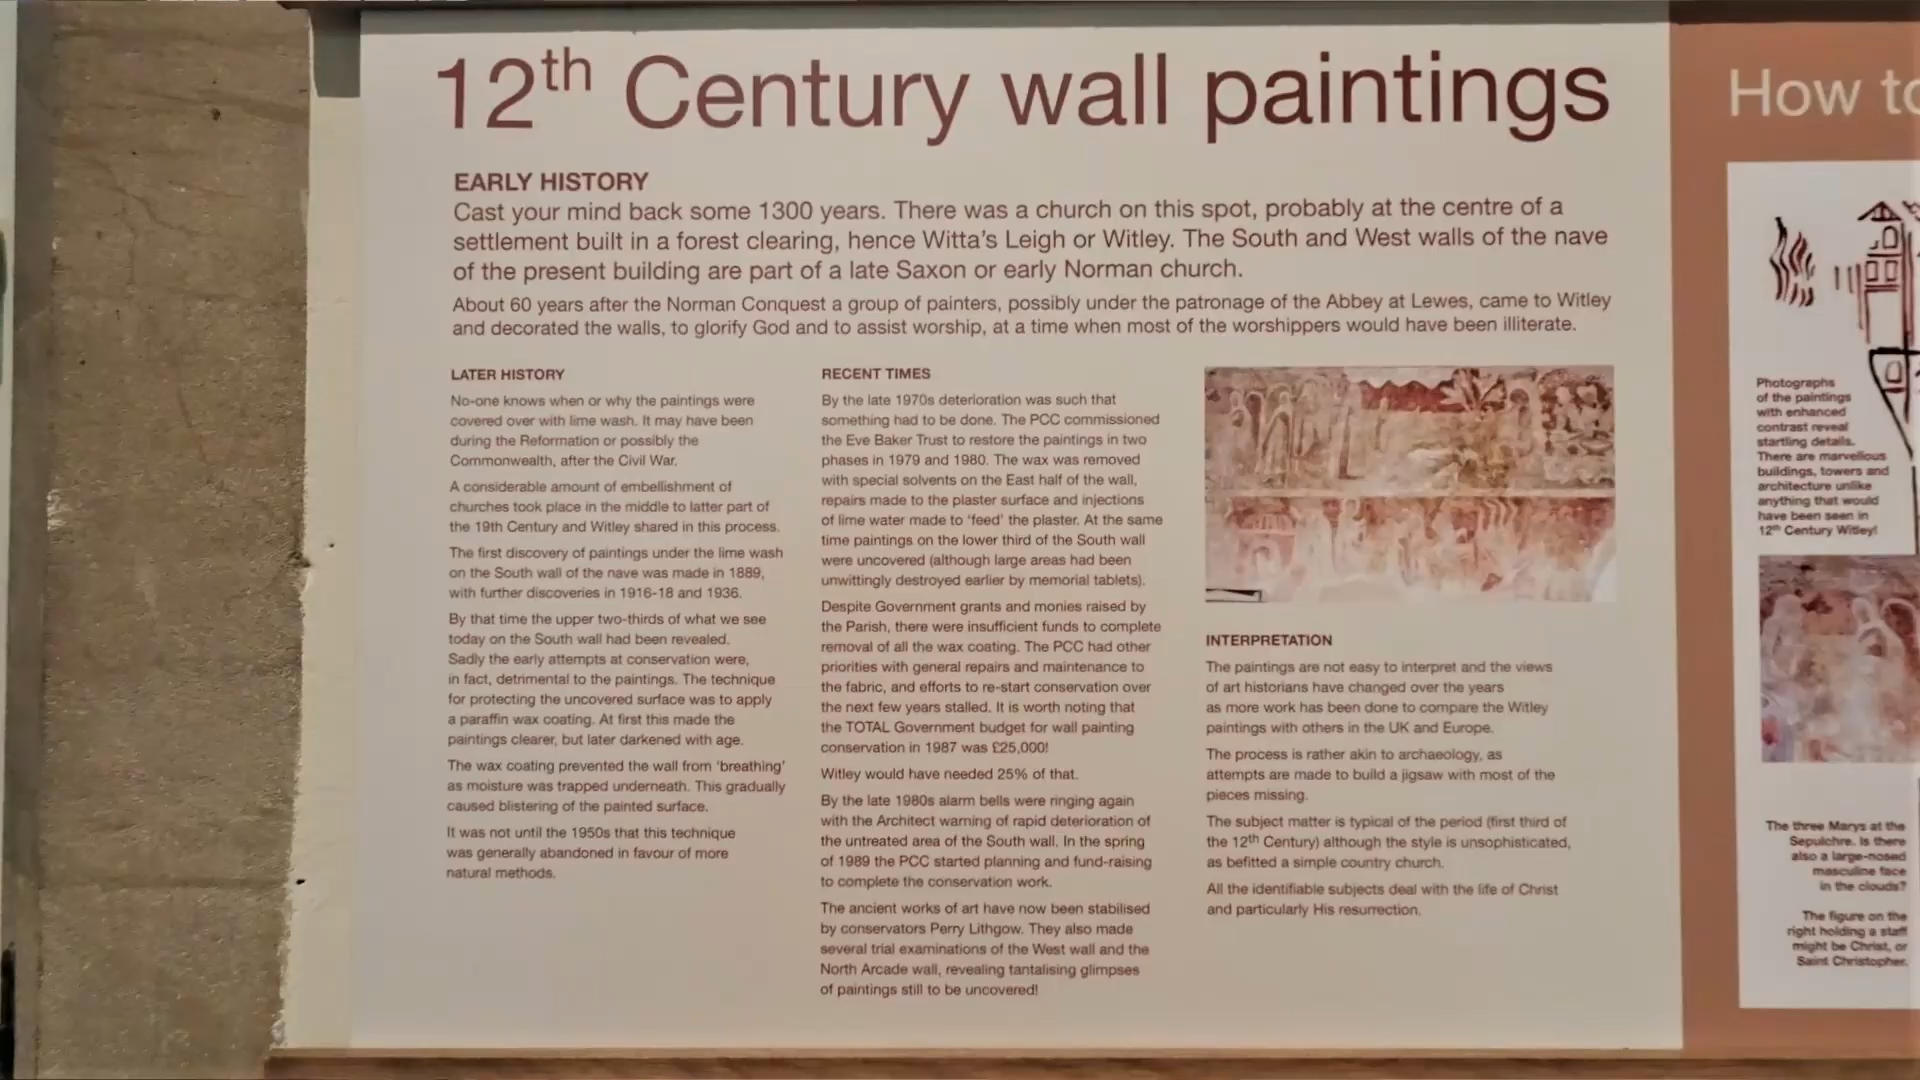 12th Century wall paintings
EARLY HISTORY
Cast your mind back some 1300 years. There was a church on this spot, probably at the centre of a
settlement built in a forest clearing, hence Witta's Leigh or Witley. The South and West walls of the nave
of the present building are part of a late Saxon or early Norman church.
About 60 years after the Norman Conquest a group of painters, possibly under the patronage of the Abbey at Lewes, came to Witley
and decorated the walls, to glorify God and to assist worship, at a time when most of the worshippers would have been illiterate.
LATER HISTORY
No-one knows when or why the paintings were
covered over with lime wash. It may have been
during the Reformation or possibly the
Commonwealth, after the Civil War.
A considerable amount of embellishment of
churches took place in the middle to latter part of
the 19th Century and Witley shared in this process.
The first discovery of paintings under the lime wash
on the South wall of the nave was made in 1889,
with further discoveries in 1916-18 and 1936.
By that time the upper two-thirds of what we see
today on the South wall had been revealed.
Sadly the early attempts at conservation were,
in fact, detrimental to the paintings. The technique
for protecting the uncovered surface was to apply
a paraffin wax coating. At first this made the
paintings clearer, but later darkened with age.
The wax coating prevented the wall from 'breathing'
as moisture was trapped underneath. This gradually
caused blistering of the painted surface.
It was not until the 1950s that this technique
was generally abandoned in favour of more
natural methods.
RECENT TIMES
By the late 1970s deterioration was such that
something had to be done. The PCC commissioned
the Eve Baker Trust to restore the paintings in two
phases in 1979 and 1980. The wax was removed
with special solvents on the East half of the wall,
repairs made to the plaster surface and injections
of lime water made to 'feed' the plaster. At the same
time paintings on the lower third of the South wall
were uncovered (although large areas had been
unwittingly destroyed earlier by memorial tablets).
Despite Government grants and monies raised by
the Parish, there were insufficient funds to complete
removal of all the wax coating. The PCC had other
priorities with general repairs and maintenance to
the fabric, and efforts to re-start conservation over
the next few years stalled. It is worth noting that
the TOTAL Government budget for wall painting
conservation in 1987 was £25,000!
Witley would have needed 25% of that.
By the late 1980s alarm bells were ringing again
with the Architect warning of rapid deterioration of
the untreated area of the South wall. In the spring
of 1989 the PCC started planning and fund-raising
to complete the conservation work.
The ancient works of art have now been stabilised
by conservators Perry Lithgow. They also made
several trial examinations of the West wall and the
North Arcade wall, revealing tantalising glimpses
of paintings still to be uncovered!
INTERPRETATION
The paintings are not easy to interpret and the views
of art historians have changed over the years
as more work has been done to compare the Witley
paintings with others in the UK and Europe.
The process is rather akin to archaeology, as
attempts are made to build a jigsaw with most of the
pieces missing.
The subject matter is typical of the period (first third of
the 12th Century) although the style is unsophisticated,
as befitted a simple country church.
All the identifiable subjects deal with the life of Christ
and particularly His resurrection.
How to
Photographs
of the paintings
with enhanced
contrast reveal
startling details.
There are marvellous
buildings, towers and
architecture unlike
anything that would
have been seen in
12th Century Witley!
The three Marys at the
Sepulchre. Is there
also a large-nosed
masculine face
in the clouds?
The figure on the
right holding a staff
might be Christ, or
Saint Christopher.